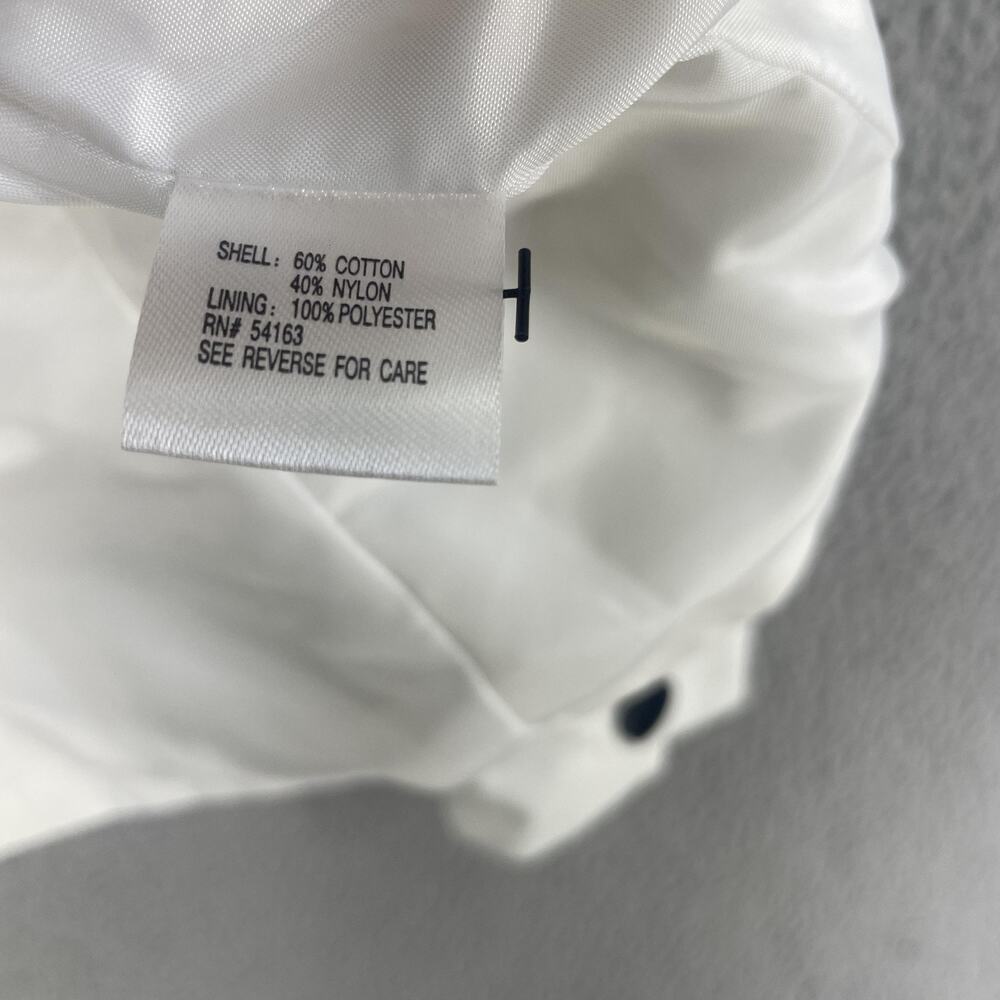 SHELL: 60% COTTON
40% NYLON
LINING: 100% POLYESTER
RN# 54163
SEE REVERSE FOR CARE